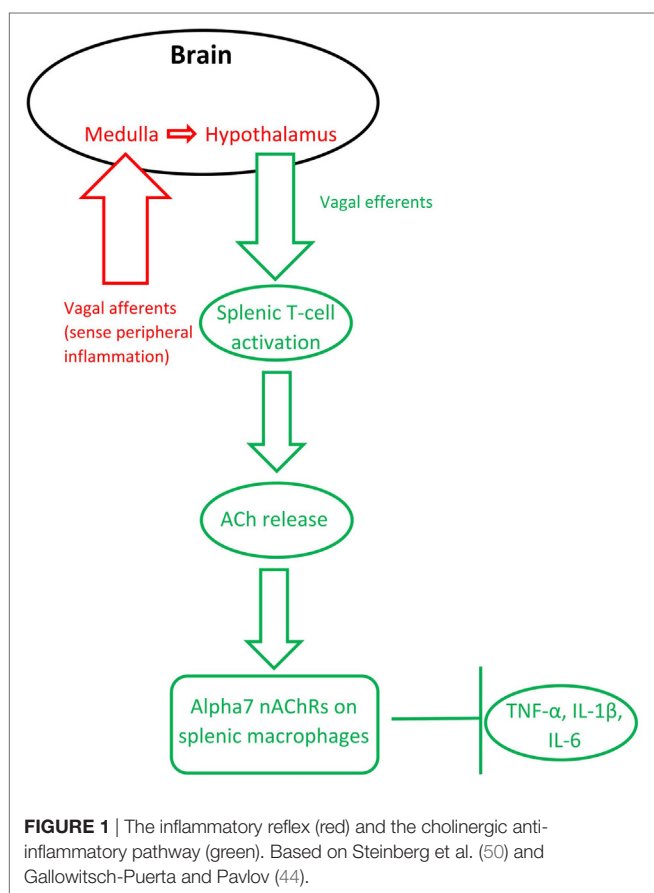 Brain
Medulla Hypothalamus
Vagal efferents
Vagal afferents
(sense peripheral
inflammation)
Splenic T-cell
activation
ACh release
Alpha7 nAChRs on
splenic macrophages
TNF-α, IL-1β,
IL-6
FIGURE 1 | The inflammatory reflex (red) and the cholinergic anti-
inflammatory pathway (green). Based on Steinberg et al. (50) and
Gallowitsch-Puerta and Pavlov (44).